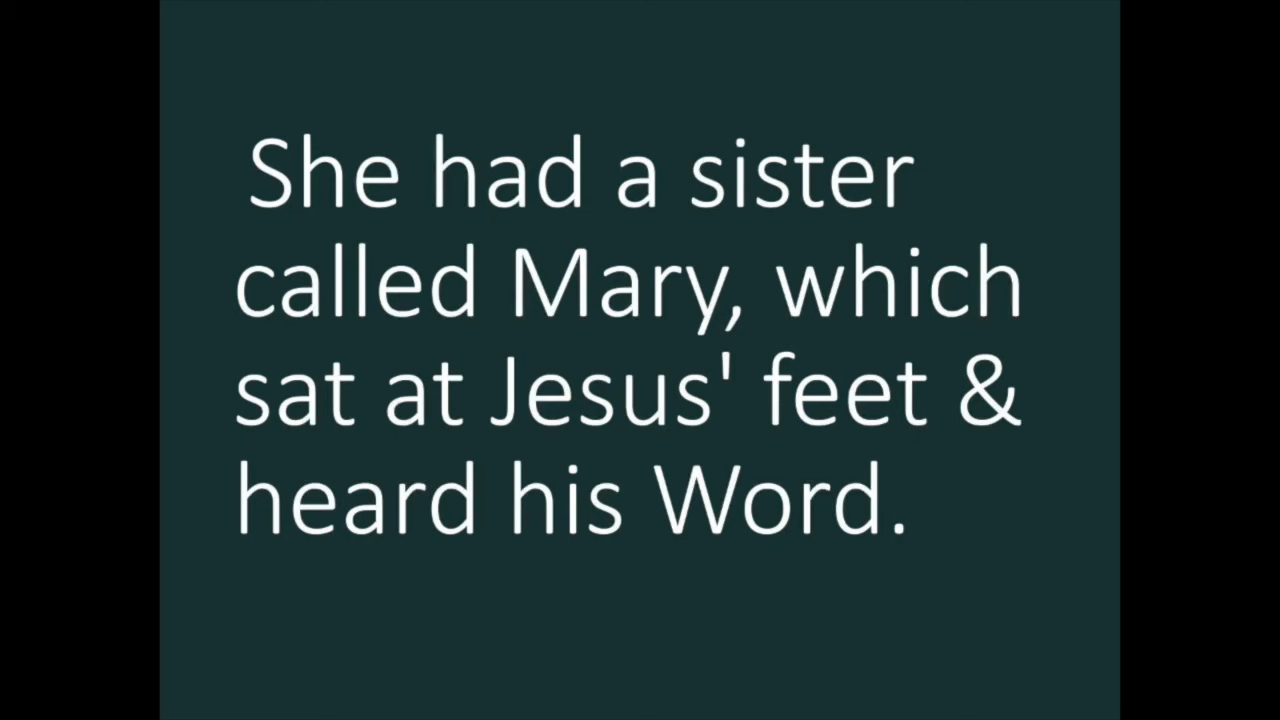 She had a sister
called Mary, which
sat at Jesus' feet &
heard his Word.